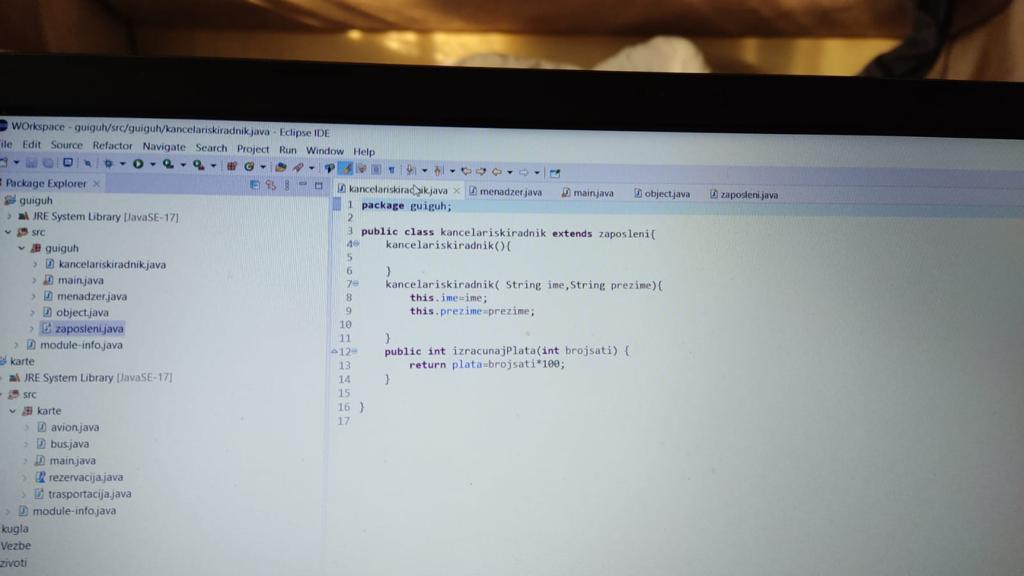 WOrkspace - guiguh/src/guiguh/kancelariskiradnik.java - Eclipse IDE
ile Edit Source Refactor Navigate Search Project Run Window Help
Package Explorer
guiguh
JRE System Library [JavaSE-17]
src
guiguh
kancelariskiradnik.java
main.java
menadzer.java
object.java
zaposleni.java
module-info.java
karte
JRE System Library [JavaSE-17]
src
karte
avion.java
bus.java
main.java
rezervacija.java
trasportacija.java
module-info.java
kugla
Vezbe
zivoti
kancelariskiradnik.java menadzer.java main.java object.java zaposleni.java
1 package guiguh;
2
3 public class kancelariskiradnik extends zaposleni{
4 kancelariskiradnik(){
5
6 }
7 kancelariskiradnik( String ime,String prezime){
8 this.ime=ime;
9 this.prezime=prezime;
10
11 }
12 public int izracunajPlata(int brojsati) {
13 return plata=brojsati*100;
14 }
15
16 }
17